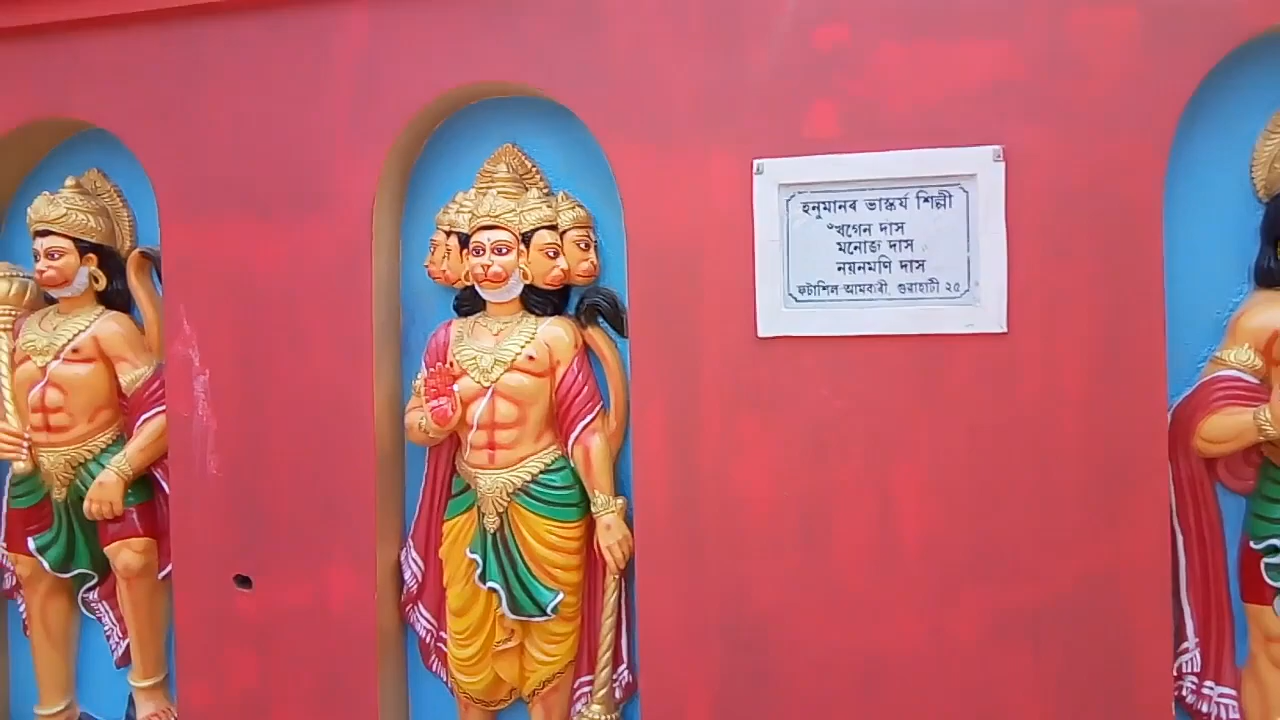 হনুমানৰ ভাস্কৰ্য শিল্পী
ঁখগেন দাস
মনোজ দাস
নয়নমণি দাস
ফটাশিল আমবাৰী, গুৱাহাটী ২৫